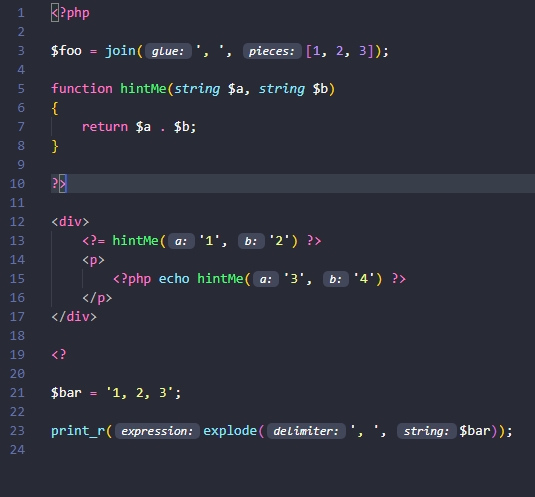 1 <?php
2
3 $foo = join( glue: ', ', pieces: [1, 2, 3]);
4
5 function hintMe(string $a, string $b)
6 {
7     return $a . $b;
8 }
9
10 ?>
11
12 <div>
13     <?= hintMe( a: '1', b: '2') ?>
14     <p>
15         <?php echo hintMe( a: '3', b: '4') ?>
16     </p>
17 </div>
18
19 <?
20
21 $bar = '1, 2, 3';
22
23 print_r( expression: explode( delimiter: ', ', string: $bar));
24